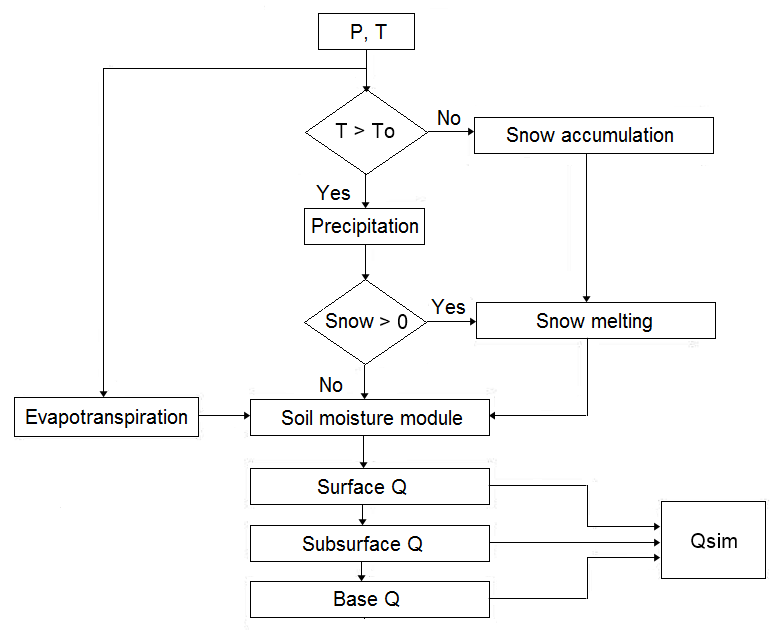 P, T
T > To
No
Snow accumulation
Yes
Precipitation
Snow > 0
Yes
Snow melting
No
Evapotranspiration
Soil moisture module
Surface Q
Subsurface Q
Qsim
Base Q